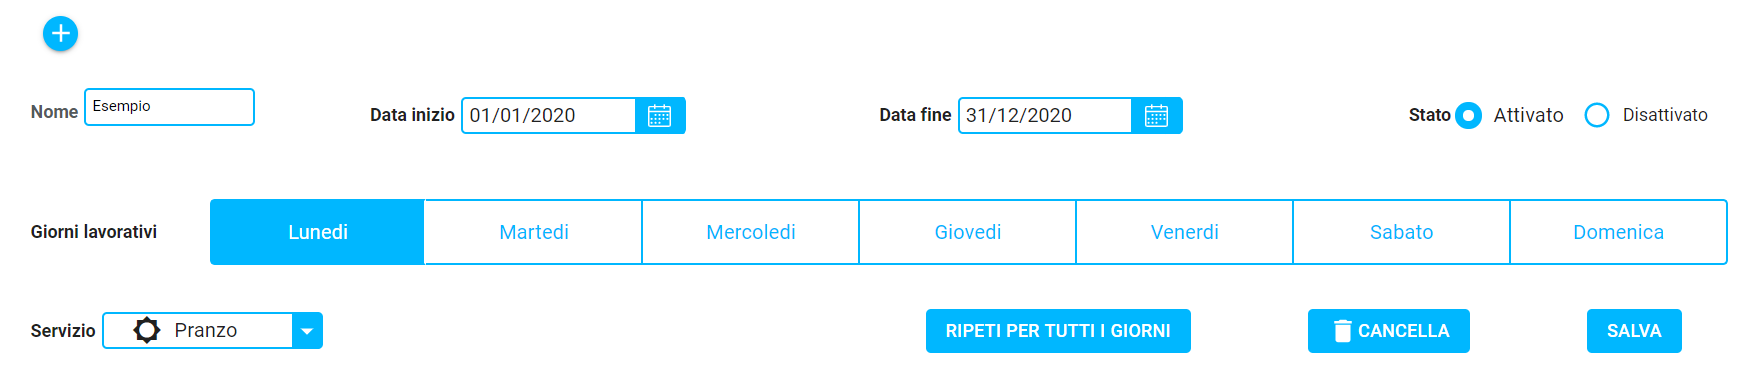 Nome Esempio Data inizio 01/01/2020 Data fine 31/12/2020 Stato Attivato Disattivato
Giorni lavorativi Lunedi Martedi Mercoledi Giovedi Venerdi Sabato Domenica
Servizio Pranzo RIPETI PER TUTTI I GIORNI CANCELLA SALVA